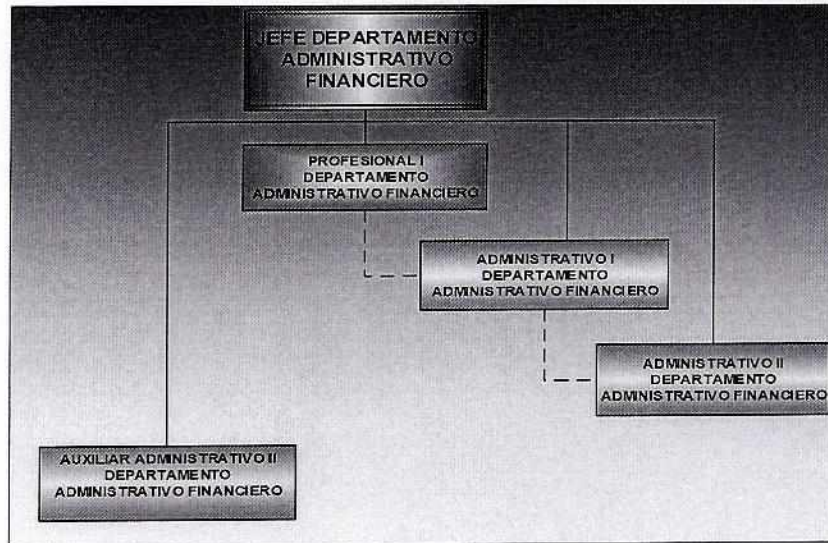 JEFE DEPARTAMENTO
ADMINISTRATIVO
FINANCIERO
PROFESIONAL I
DEPARTAMENTO
ADMINISTRATIVO FINANCIERO
ADMINISTRATIVO I
DEPARTAMENTO
ADMINISTRATIVO FINANCIERO
ADMINISTRATIVO II
DEPARTAMENTO
ADMINISTRATIVO FINANCIERO
AUXILIAR ADMINISTRATIVO II
DEPARTAMENTO
ADMINISTRATIVO FINANCIERO